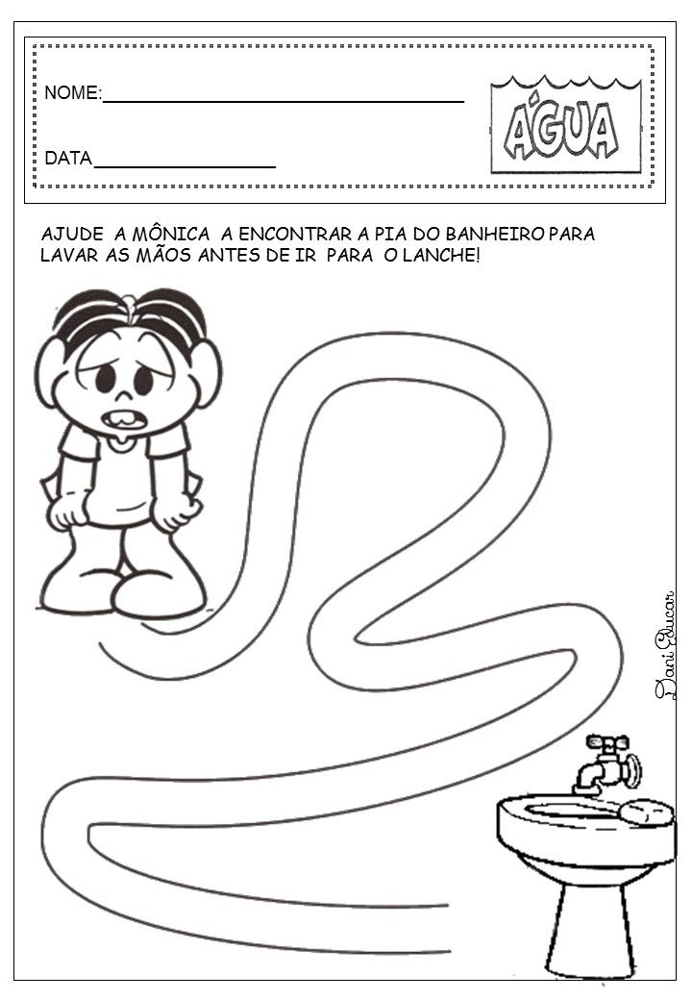 NOME:
ÁGUA
DATA
AJUDE A MÔNICA A ENCONTRAR A PIA DO BANHEIRO PARA
LAVAR AS MÃOS ANTES DE IR PARA O LANCHE!
Dani Educar